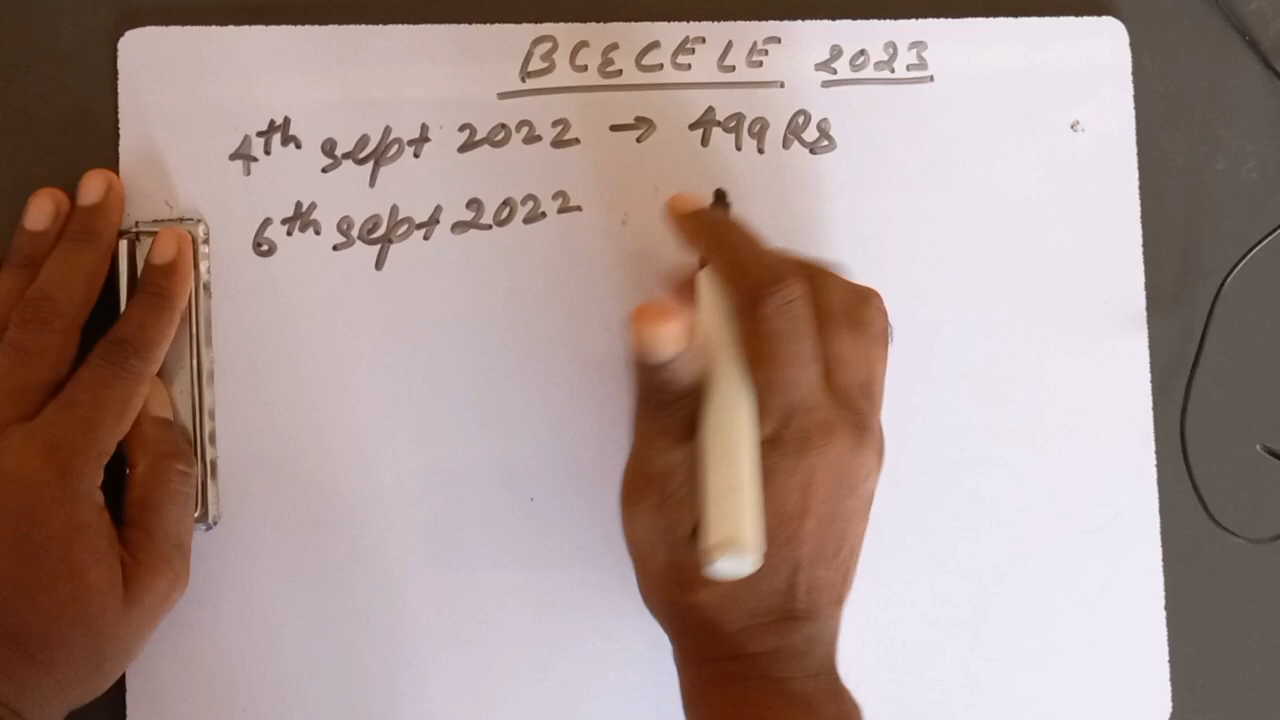 BCECELE 2023
4th sept 2022 → 499 Rs
6th sept 2022